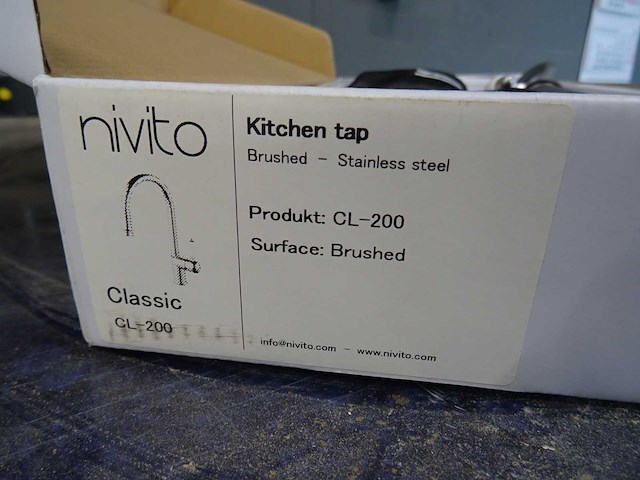 nivito
Classic
CL-200
Kitchen tap
Brushed - Stainless steel
Produkt: CL-200
Surface: Brushed
info@nivito.com - www.nivito.com